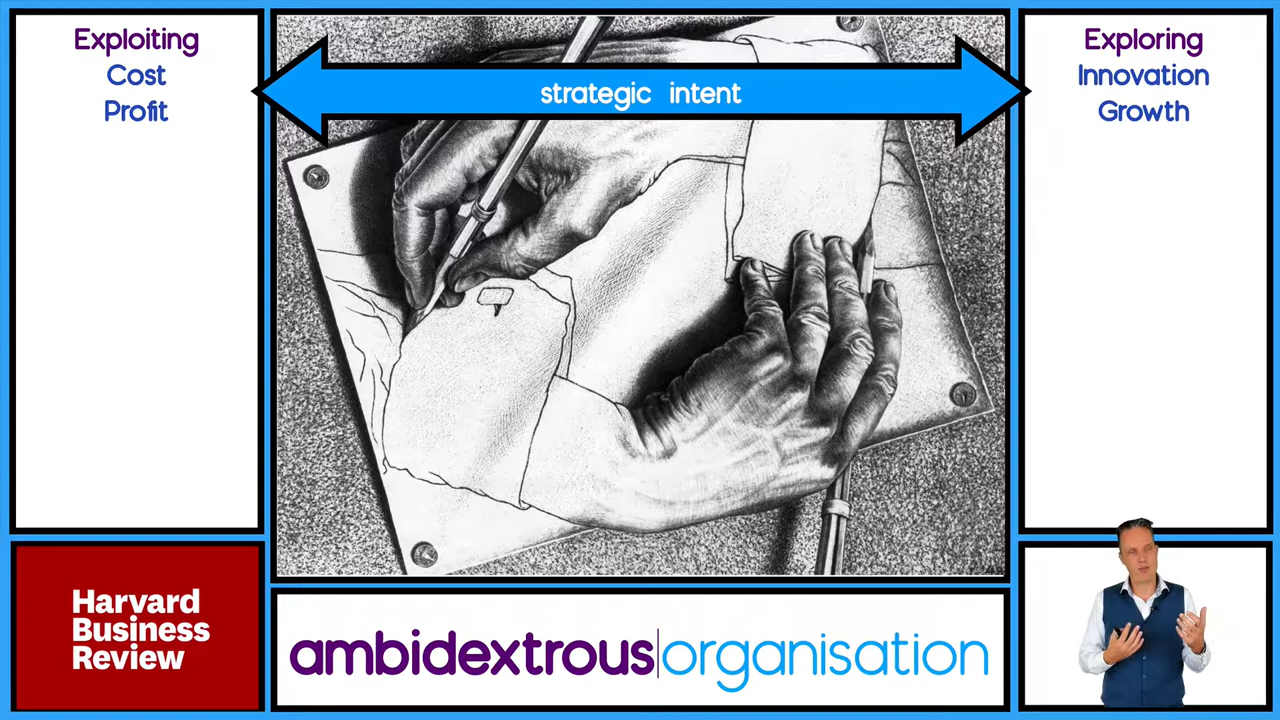 Exploiting
Cost
Profit
strategic intent
Exploring
Innovation
Growth
Harvard
Business
Review
ambidextrous|organisation